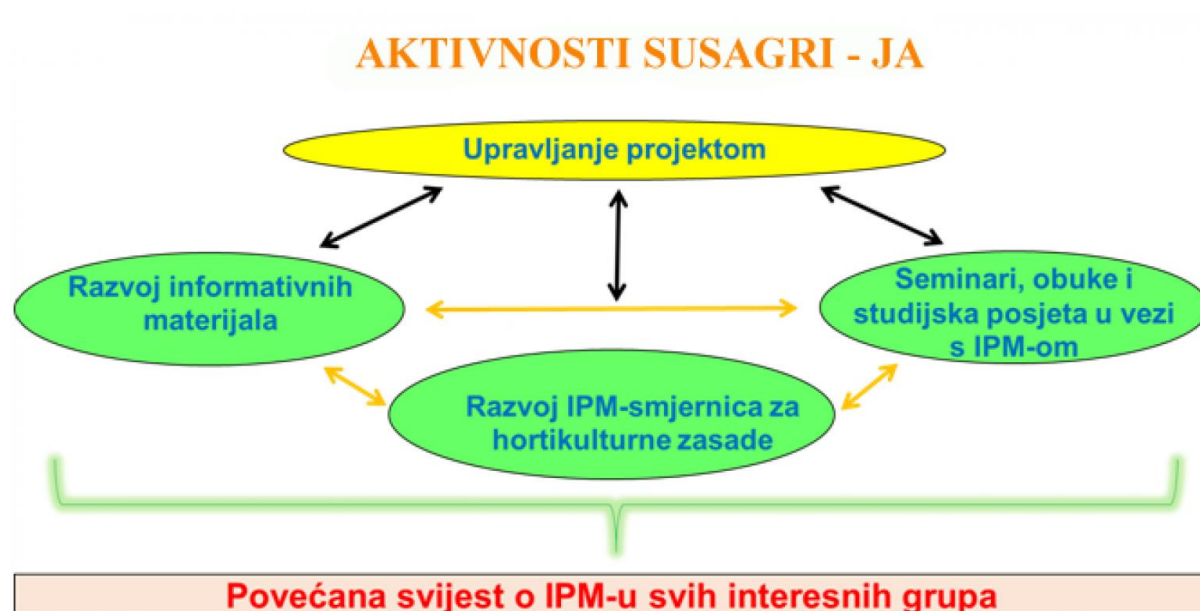 AKTIVNOSTI SUSAGRI - JA
Upravljanje projektom
Razvoj informativnih
materijala
Seminari, obuke i
studijska posjeta u vezi
s IPM-om
Razvoj IPM-smjernica za
hortikulturne zasade
Povećana svijest o IPM-u svih interesnih grupa